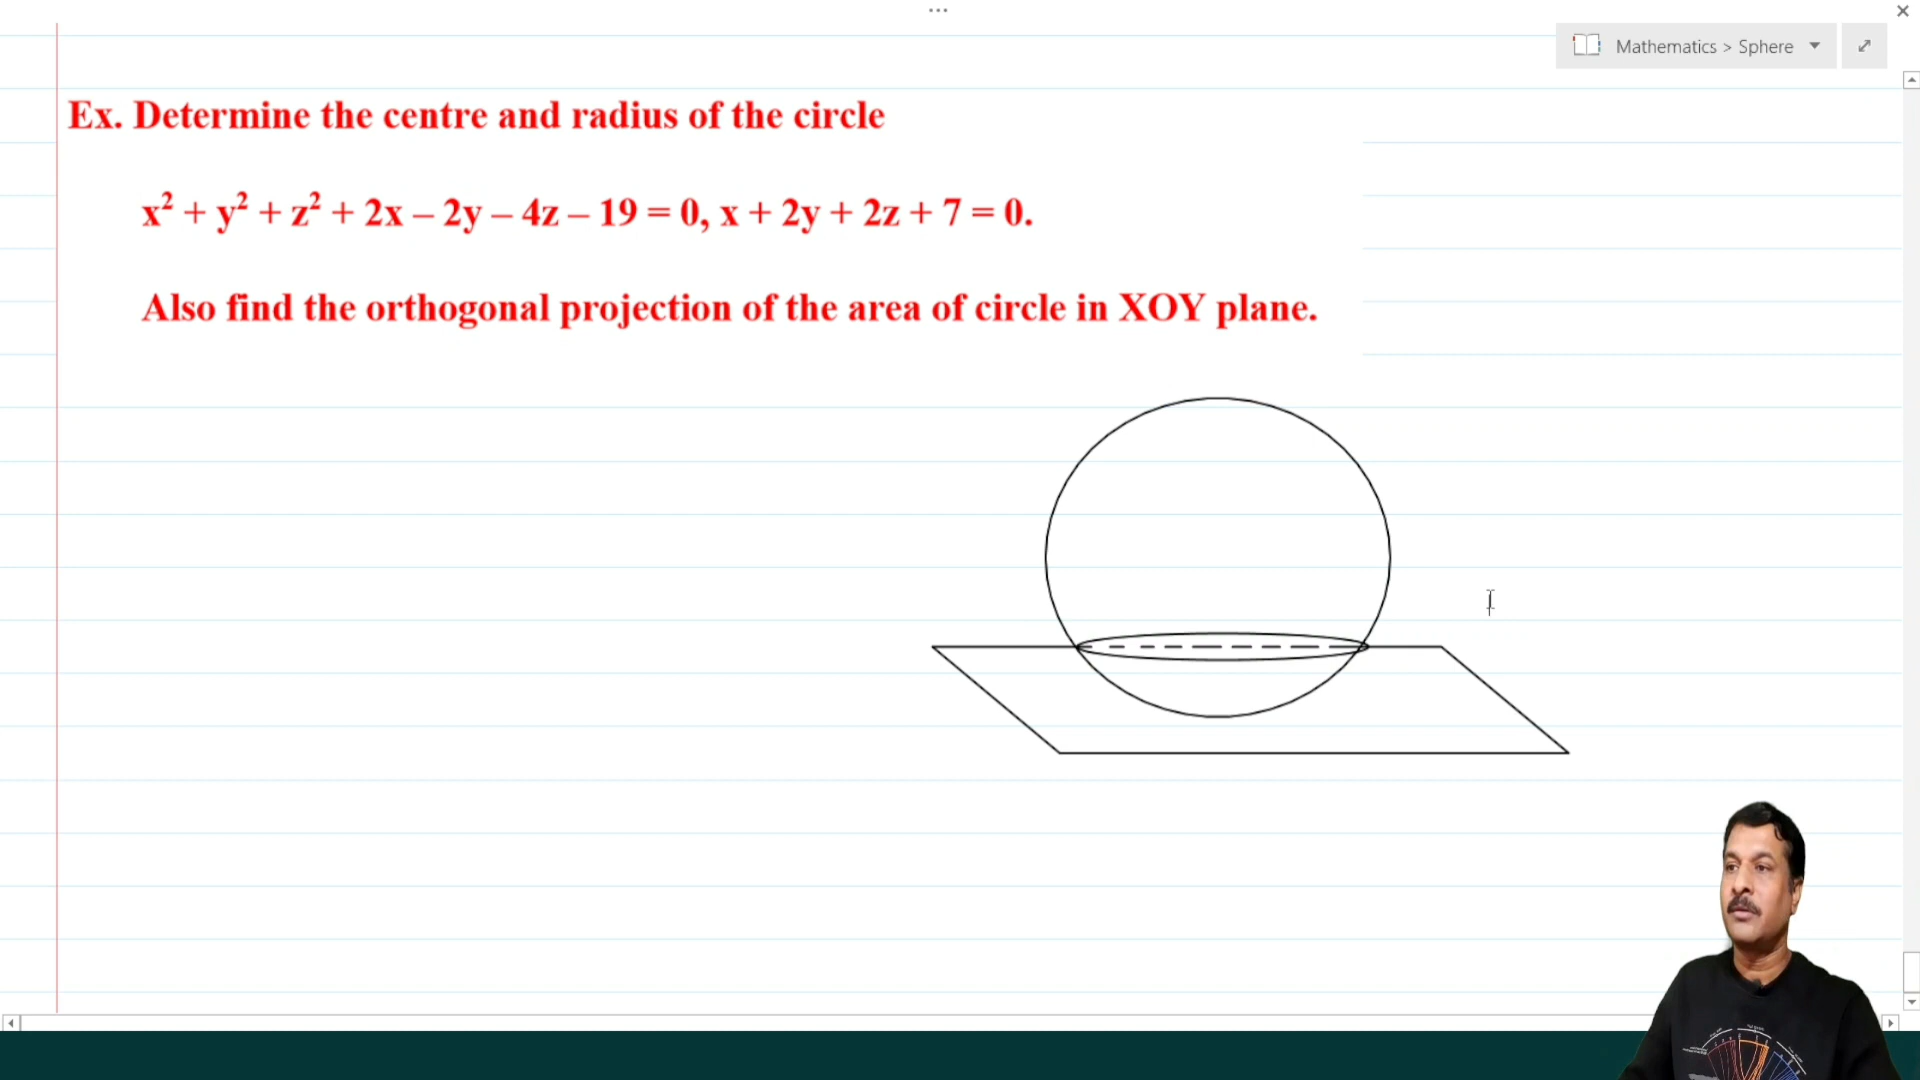 ...
Mathematics > Sphere
Ex. Determine the centre and radius of the circle
x² + y² + z² + 2x – 2y – 4z – 19 = 0, x + 2y + 2z + 7 = 0.
Also find the orthogonal projection of the area of circle in XOY plane.